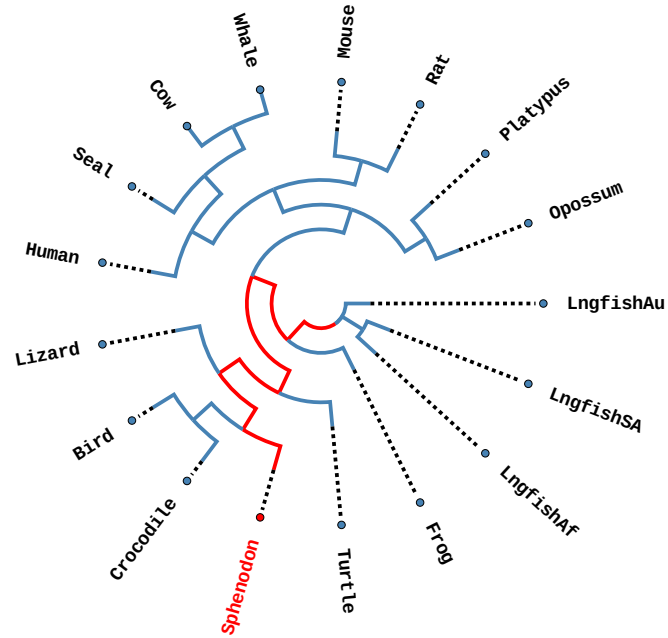 Whale
Mouse
Rat
Cow
Platypus
Seal
Opossum
Human
LngfishAu
Lizard
LngfishSA
Bird
LngfishAf
Crocodile
Frog
Sphenodon
Turtle